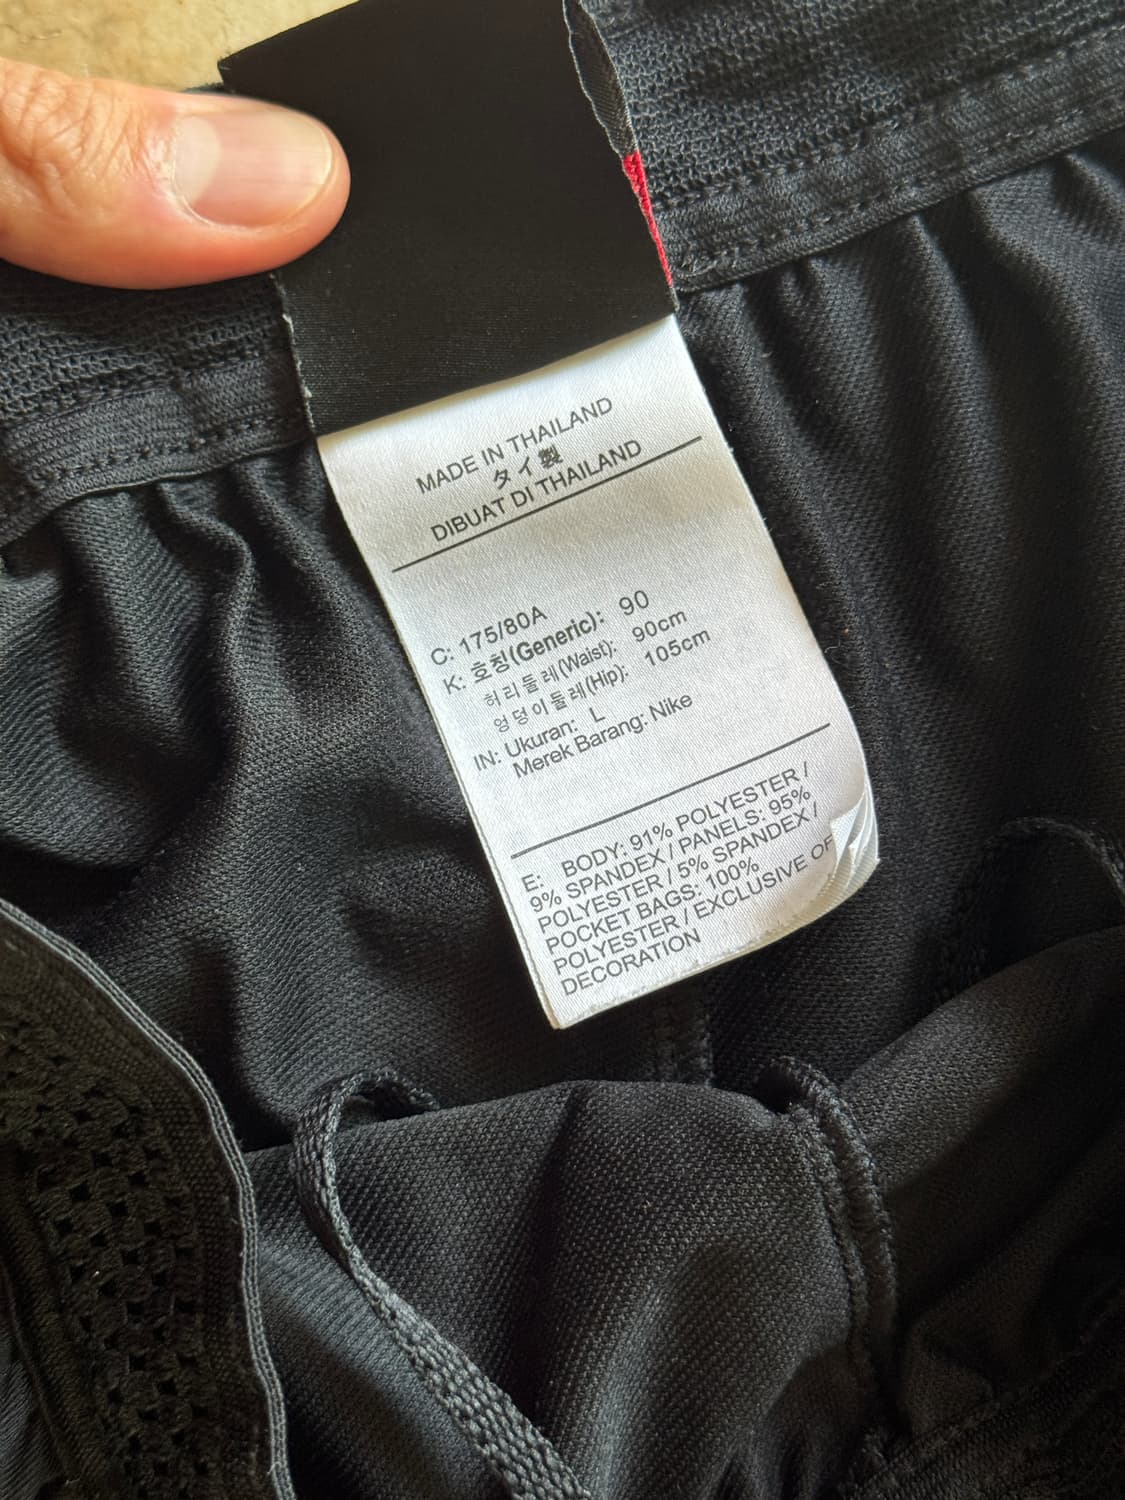 MADE IN THAILAND
タイ製
DIBUAT DI THAILAND
C: 175/80A
K: 호칭(Generic): 90
허리둘레(Waist): 90cm
엉덩이둘레(Hip): 105cm
IN: Ukuran: L
Merek Barang: Nike
E: BODY: 91% POLYESTER /
9% SPANDEX / PANELS: 95%
POLYESTER / 5% SPANDEX /
POCKET BAGS: 100%
POLYESTER / EXCLUSIVE OF
DECORATION